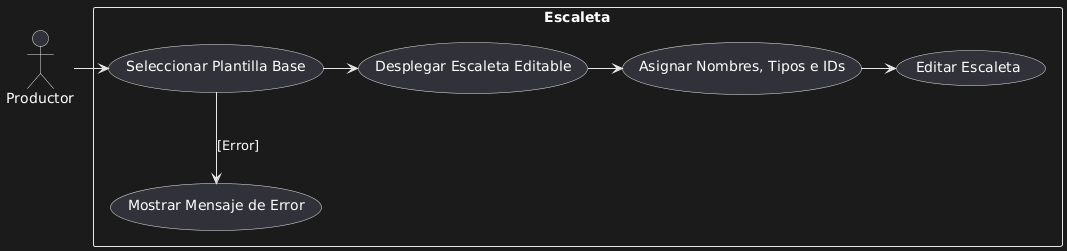 Escaleta
Productor
Seleccionar Plantilla Base
Desplegar Escaleta Editable
Asignar Nombres, Tipos e IDs
Editar Escaleta
[Error]
Mostrar Mensaje de Error